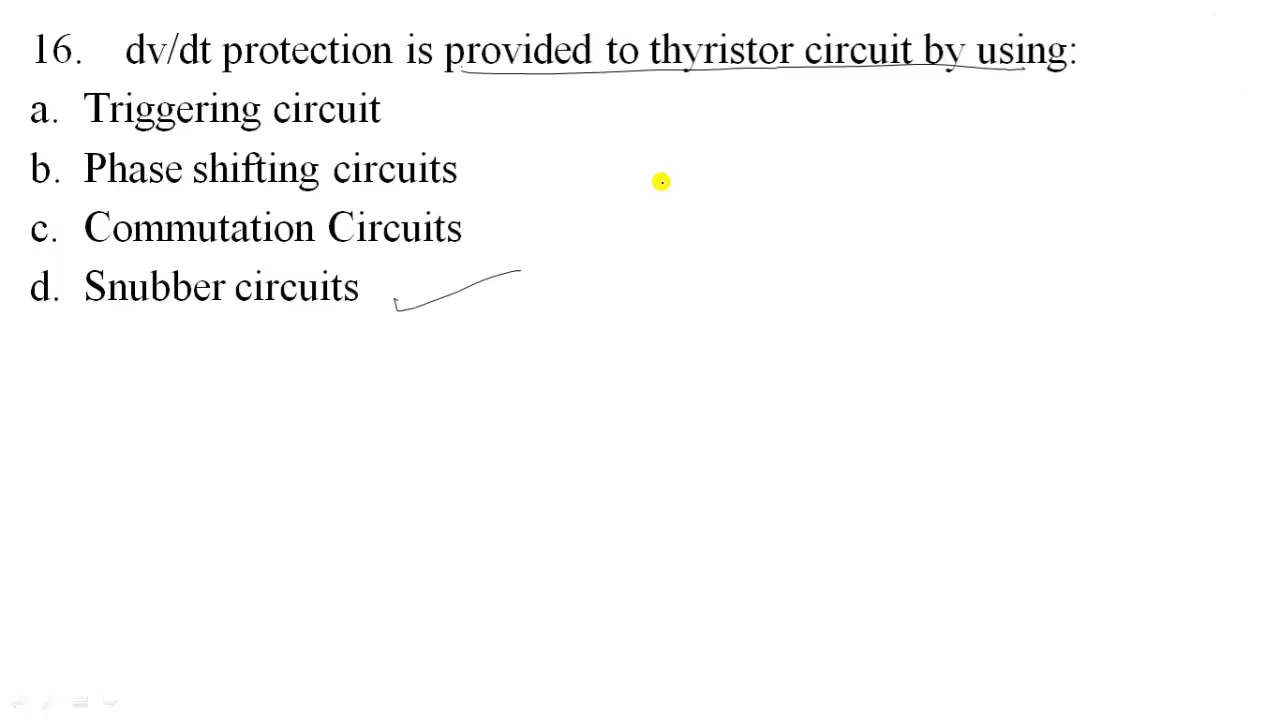 16. dv/dt protection is provided to thyristor circuit by using:
a. Triggering circuit
b. Phase shifting circuits
c. Commutation Circuits
d. Snubber circuits